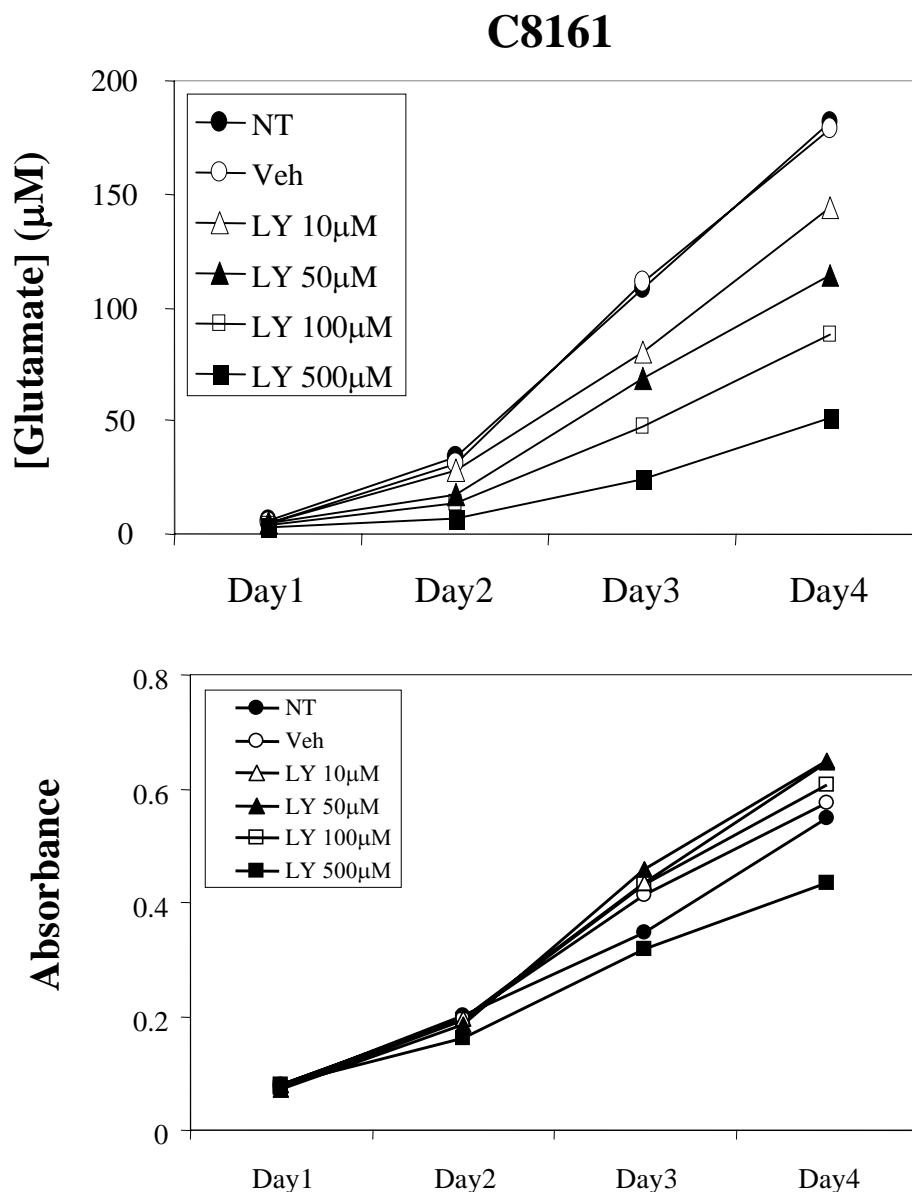 C8161
[Glutamate] (μM)
200
150
100
50
0
NT
Veh
LY 10μM
LY 50μM
LY 100μM
LY 500μM
Day1 Day2 Day3 Day4
Absorbance
0.8
0.6
0.4
0.2
0
NT
Veh
LY 10μM
LY 50μM
LY 100μM
LY 500μM
Day1 Day2 Day3 Day4